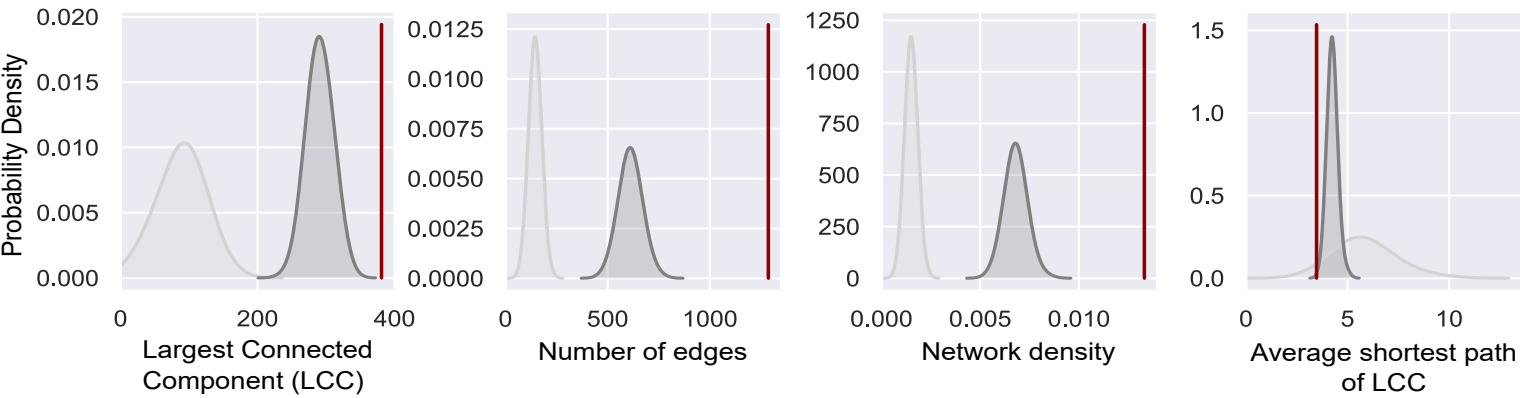 Probability Density
0.020
0.015
0.010
0.005
0.000
0 200 400
Largest Connected
Component (LCC)
0.0125
0.0100
0.0075
0.0050
0.0025
0.0000
0 500 1000
Number of edges
1250
1000
750
500
250
0
0.000 0.005 0.010
Network density
1.5
1.0
0.5
0.0
0 5 10
Average shortest path
of LCC